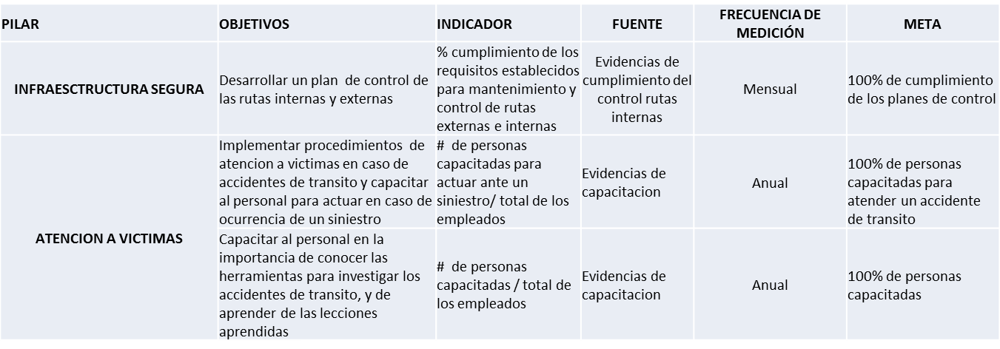 PILAR
OBJETIVOS
INDICADOR
FUENTE
FRECUENCIA DE
MEDICIÓN
META
INFRAESCTRUCTURA SEGURA
Desarrollar un plan de control de
las rutas internas y externas
% cumplimiento de los
requisitos establecidos
para mantenimiento y
control de rutas
externas e internas
Evidencias de
cumplimiento del
control rutas
internas
Mensual
100% de cumplimiento
de los planes de control
ATENCION A VICTIMAS
Implementar procedimientos de
atencion a victimas en caso de
accidentes de transito y capacitar
al personal para actuar en caso de
ocurrencia de un siniestro
# de personas
capacitadas para
actuar ante un
siniestro/ total de los
empleados
Evidencias de
capacitacion
Anual
100% de personas
capacitadas para
atender un accidente
de transito
Capacitar al personal en la
importancia de conocer las
herramientas para investigar los
accidentes de transito, y de
aprender de las lecciones
aprendidas
# de personas
capacitadas / total de
los empleados
Evidencias de
capacitacion
Anual
100% de personas
capacitadas